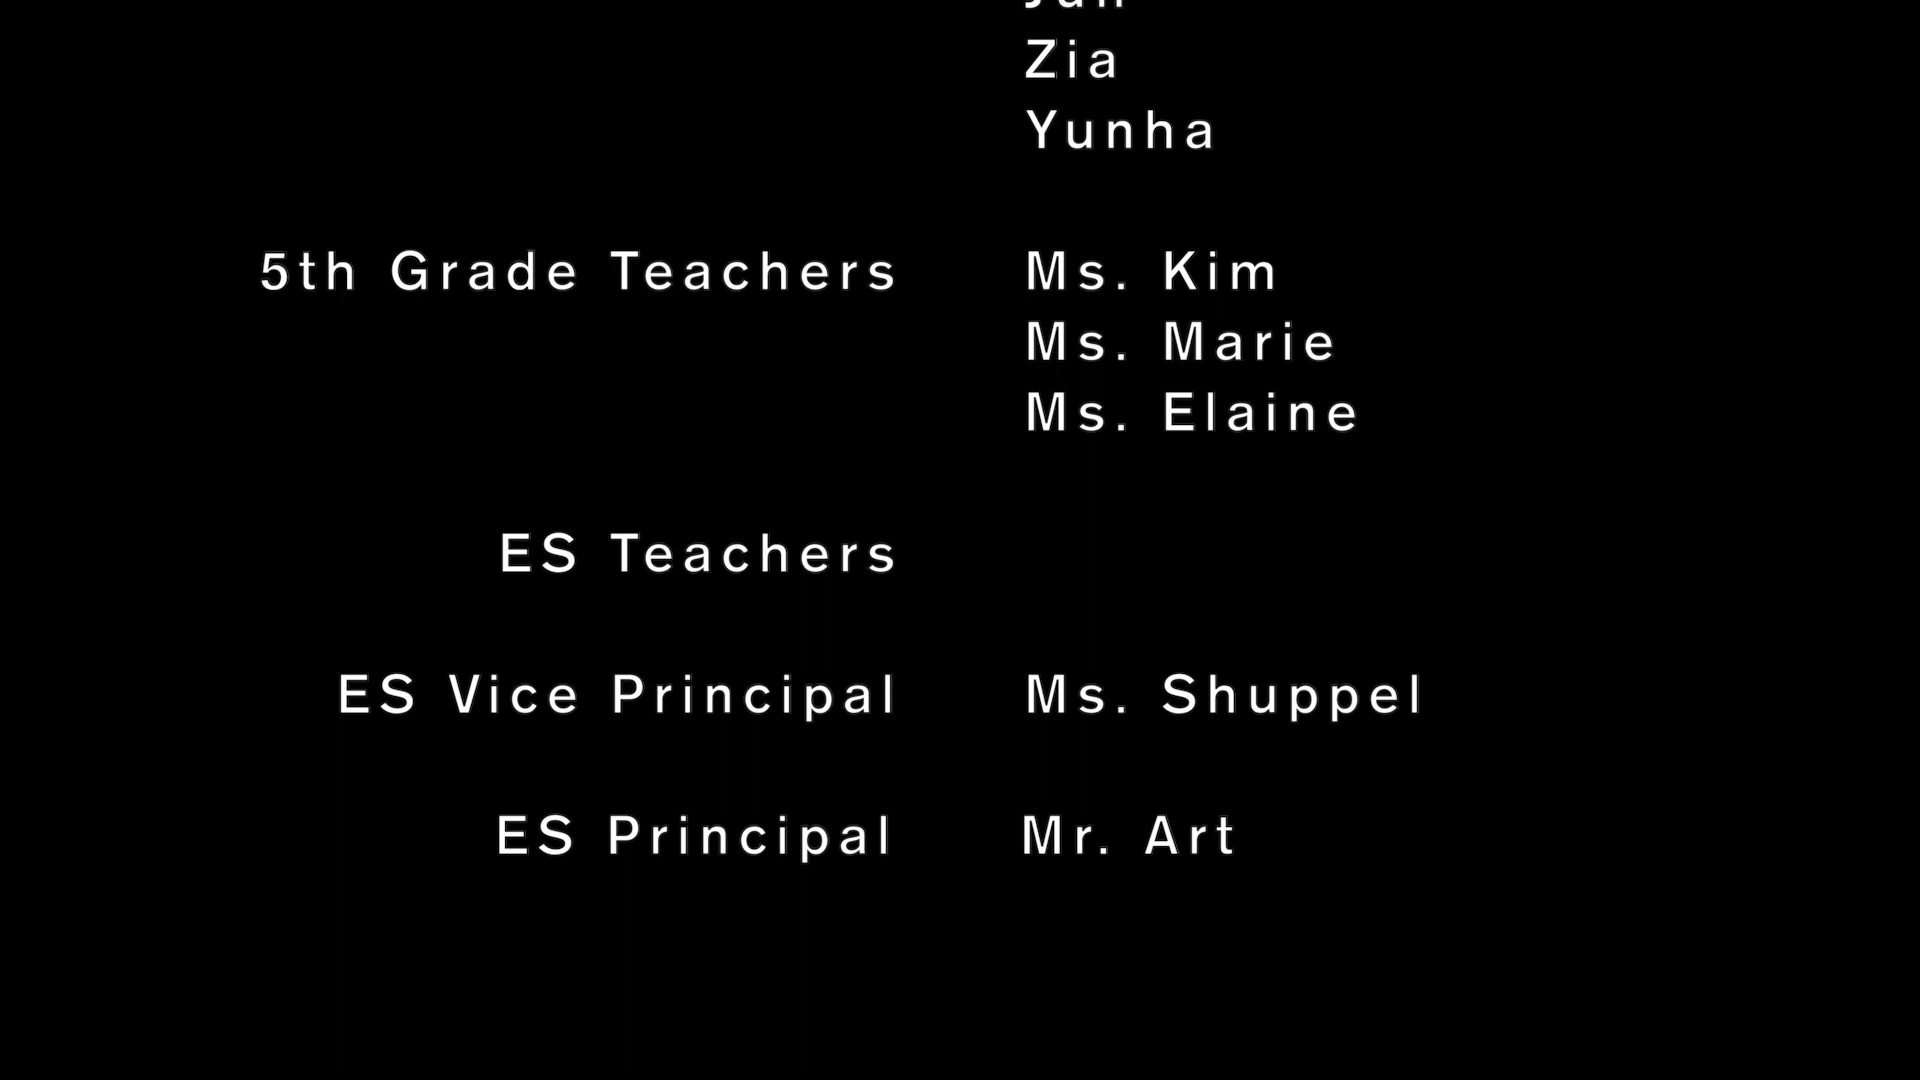 Zia
Yunha
5th Grade Teachers Ms. Kim
Ms. Marie
Ms. Elaine
ES Teachers
ES Vice Principal Ms. Shuppel
ES Principal Mr. Art